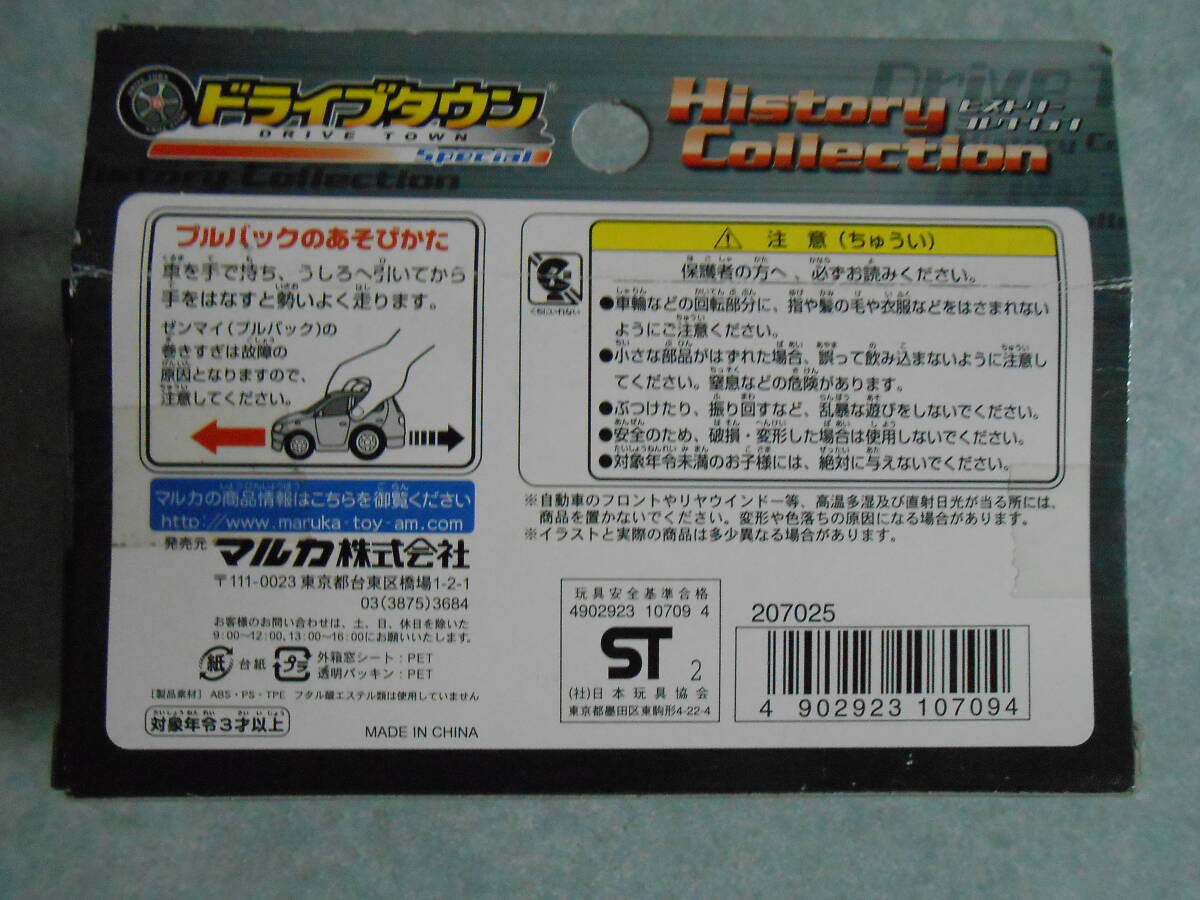 ドライブタウン
DRIVE TOWN
Special
History
Collection
ヒストリー
コレクション
History Collection
プルバックのあそびかた
車を手で持ち、うしろへ引いてから
手をはなすと勢いよく走ります。
ゼンマイ(プルバック)の
巻きすぎは故障の
原因となりますので、
注意してください。
マルカの商品情報はこちらを御覧ください
http://www.maruka-toy-am.com
発売元 マルカ株式会社
〒111-0023 東京都台東区橋場1-2-1
03(3875)3684
お客様のお問い合わせは、土、日、休日を除いた
9:00〜12:00、13:00〜16:00にお願いいたします。
紙 台紙 プラ 外箱窓シート:PET
透明パッキン:PET
[製品素材] ABS・PS・TPE フタル酸エステル類は使用していません
対象年令3才以上
MADE IN CHINA
⚠ 注意(ちゅうい)
保護者の方へ、必ずお読みください。
くちにいれない
●車輪などの回転部分に、指や髪の毛や衣服などをはさまれない
ようにご注意ください。
●小さな部品がはずれた場合、誤って飲み込まないように注意し
てください。窒息などの危険があります。
●ぶつけたり、振り回すなど、乱暴な遊びをしないでください。
●安全のため、破損・変形した場合は使用しないでください。
●対象年令未満のお子様には、絶対に与えないでください。
※自動車のフロントやリヤウインドー等、高温多湿及び直射日光が当る所には、
商品を置かないでください。変形や色落ちの原因になる場合があります。
※イラストと実際の商品は多少異なる場合があります。
玩具安全基準合格
4902923 10709 4
ST 2
(社)日本玩具協会
東京都墨田区東駒形4-22-4
207025
4 902923 107094